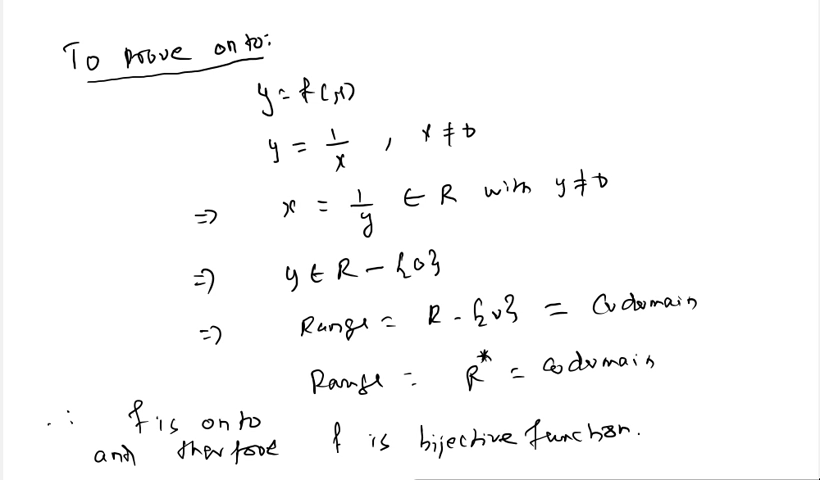 To prove onto:
y = f(x)
y = 1/x , x ≠ 0
⇒ x = 1/y ∈ R with y ≠ 0
⇒ y ∈ R - {0}
⇒ Range = R - {0} = Codomain
Range = R* = codomain
∴ f is onto
and therfore f is bijective function.